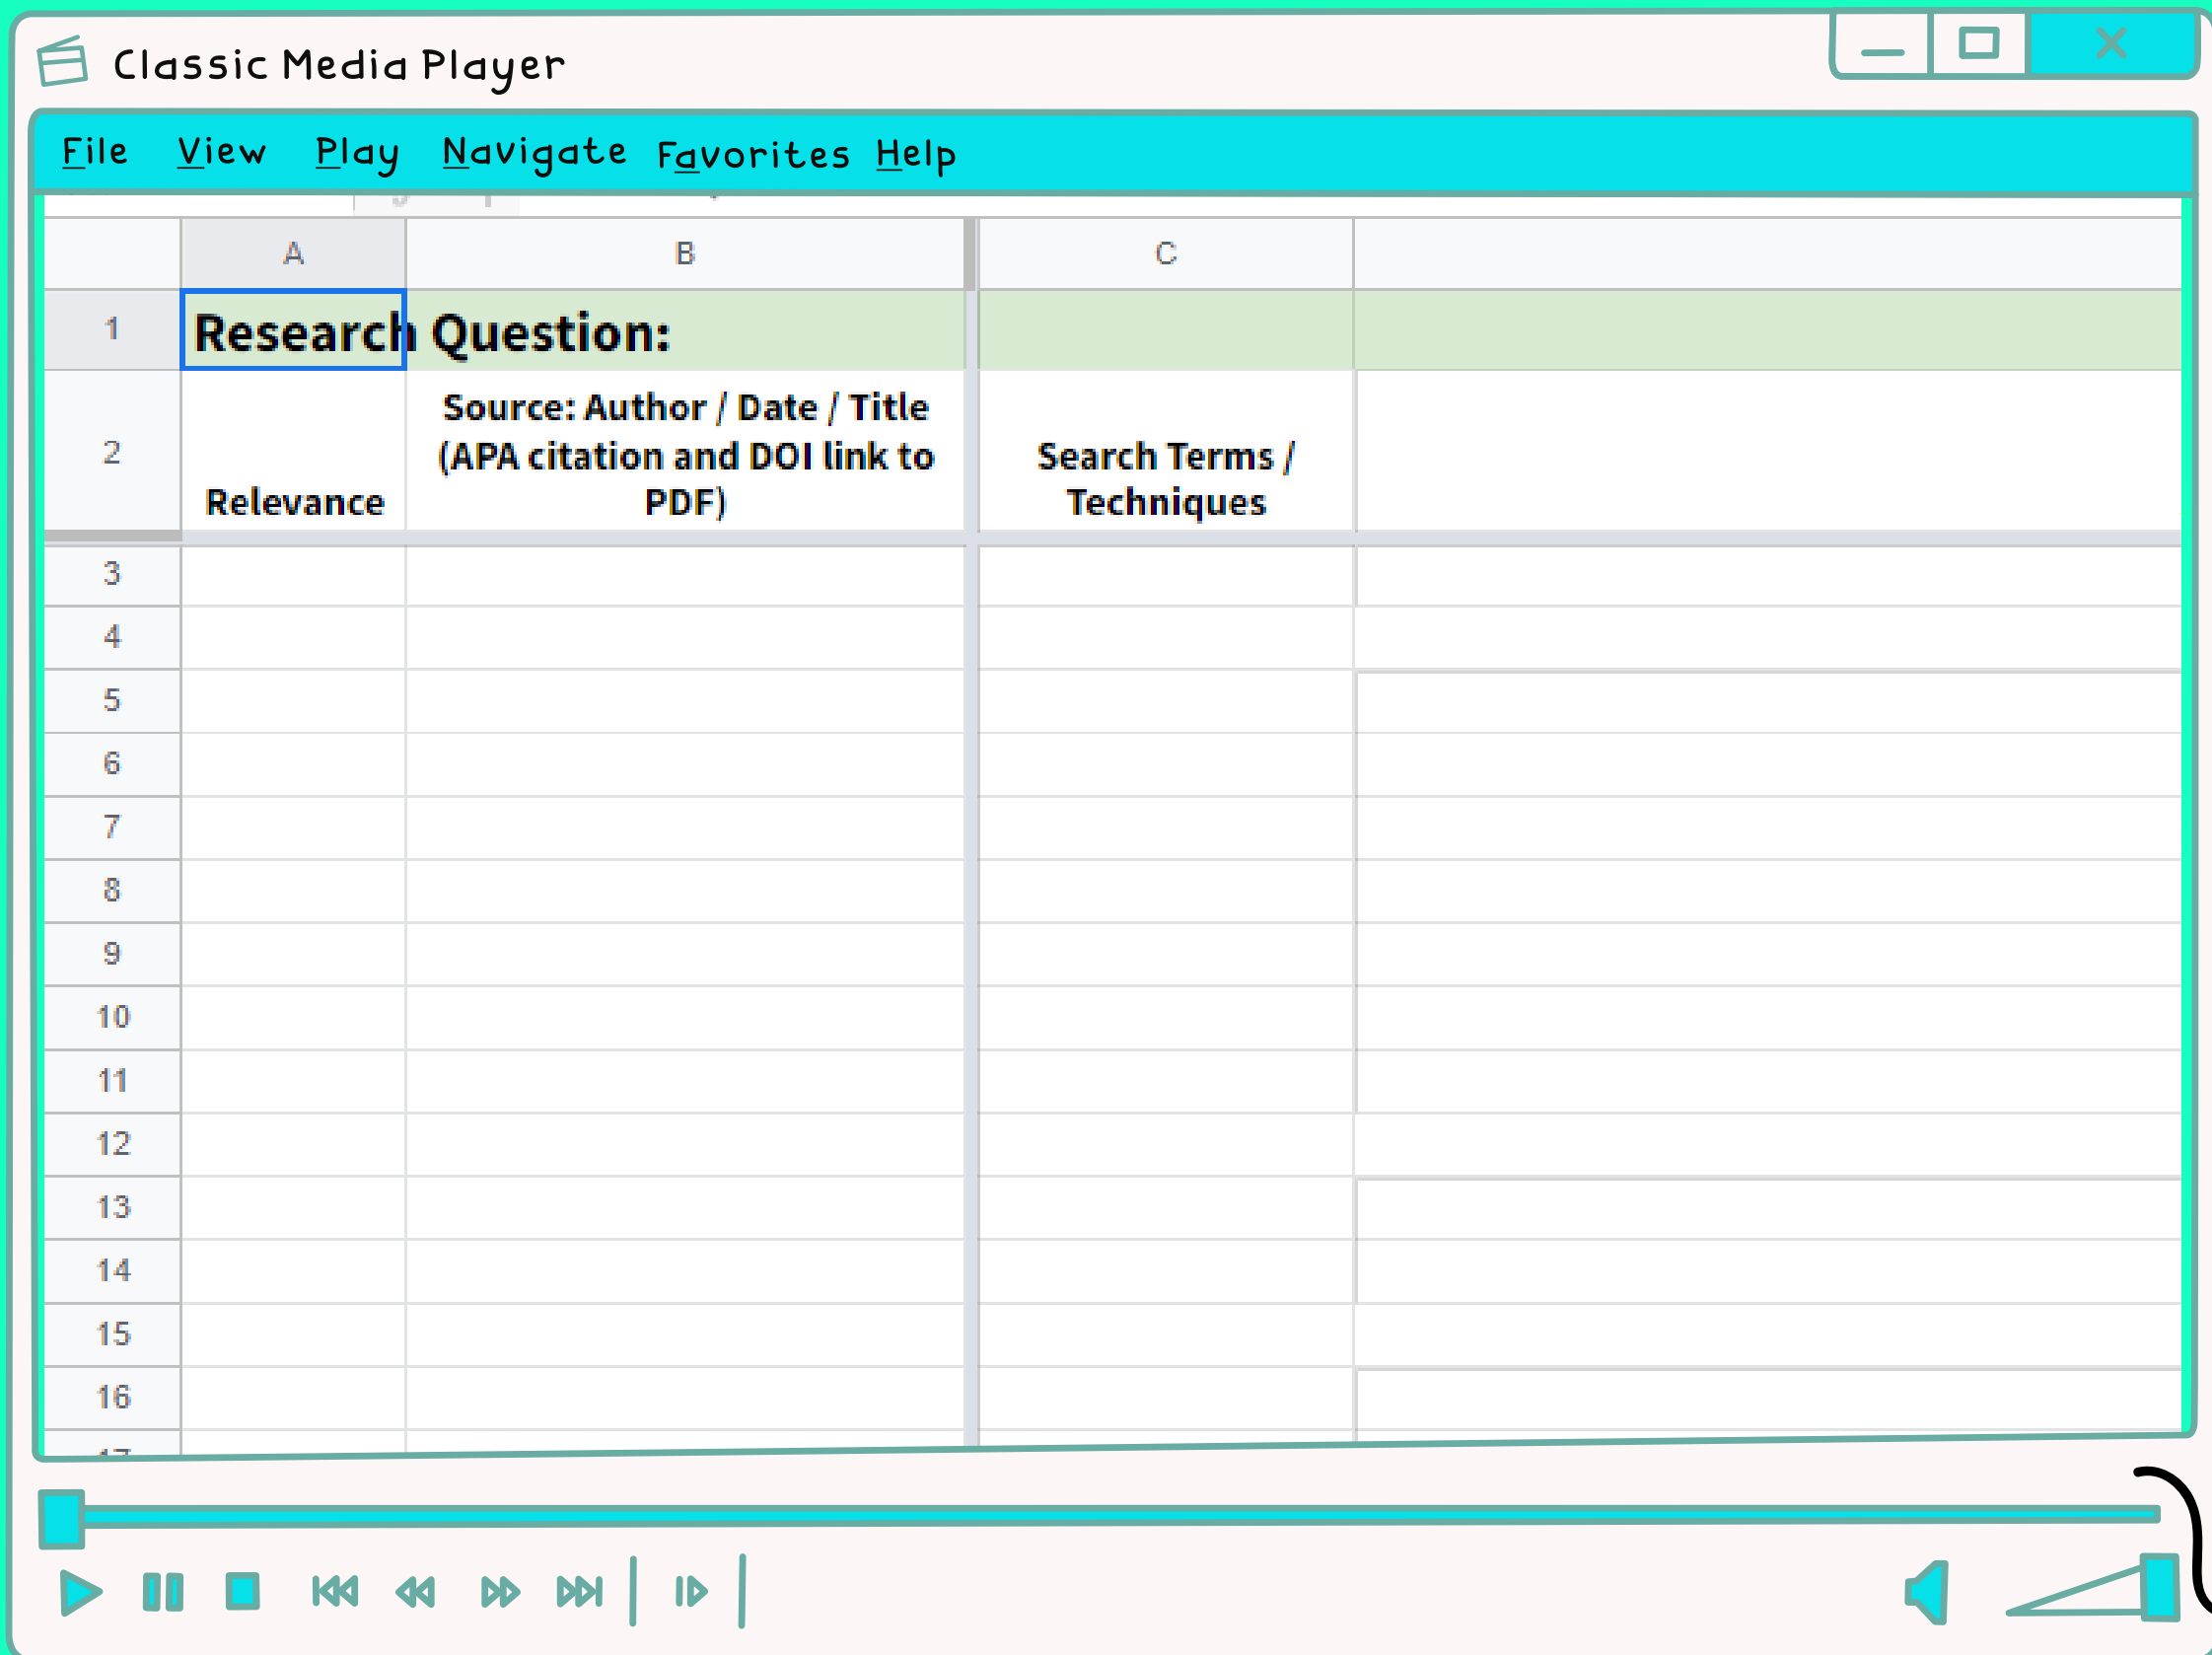 Classic Media Player
File View Play Navigate Favorites Help
A B C
1 Research Question:
Source: Author / Date / Title
(APA citation and DOI link to
PDF)
Search Terms /
Techniques
2
Relevance
3
4
5
6
7
8
9
10
11
12
13
14
15
16